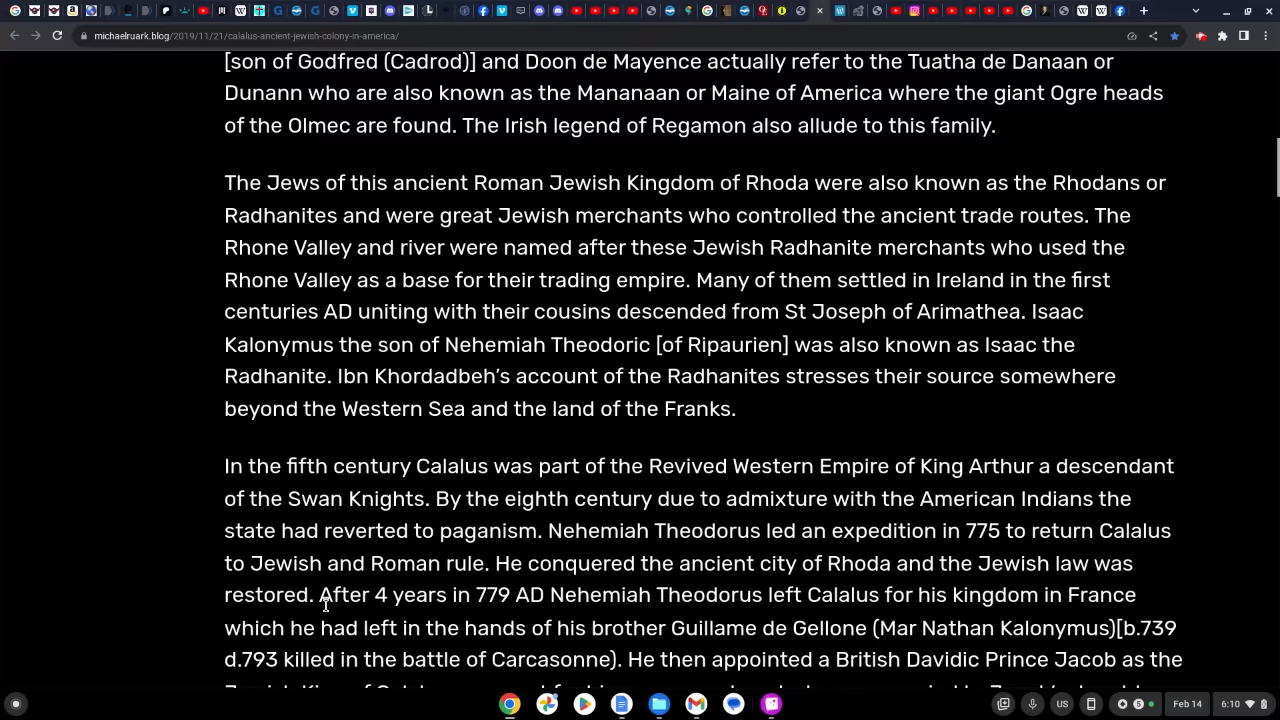 michaelruark.blog/2019/11/21/calalus-ancient-jewish-colony-in-america/
[son of Godfred (Cadrod)] and Doon de Mayence actually refer to the Tuatha de Danaan or
Dunann who are also known as the Mananaan or Maine of America where the giant Ogre heads
of the Olmec are found. The Irish legend of Regamon also allude to this family.
The Jews of this ancient Roman Jewish Kingdom of Rhoda were also known as the Rhodans or
Radhanites and were great Jewish merchants who controlled the ancient trade routes. The
Rhone Valley and river were named after these Jewish Radhanite merchants who used the
Rhone Valley as a base for their trading empire. Many of them settled in Ireland in the first
centuries AD uniting with their cousins descended from St Joseph of Arimathea. Isaac
Kalonymus the son of Nehemiah Theodoric [of Ripaurien] was also known as Isaac the
Radhanite. Ibn Khordadbeh’s account of the Radhanites stresses their source somewhere
beyond the Western Sea and the land of the Franks.
In the fifth century Calalus was part of the Revived Western Empire of King Arthur a descendant
of the Swan Knights. By the eighth century due to admixture with the American Indians the
state had reverted to paganism. Nehemiah Theodorus led an expedition in 775 to return Calalus
to Jewish and Roman rule. He conquered the ancient city of Rhoda and the Jewish law was
restored. After 4 years in 779 AD Nehemiah Theodorus left Calalus for his kingdom in France
which he had left in the hands of his brother Guillame de Gellone (Mar Nathan Kalonymus)[b.739
d.793 killed in the battle of Carcasonne). He then appointed a British Davidic Prince Jacob as the
US
5
Feb 14
6:10